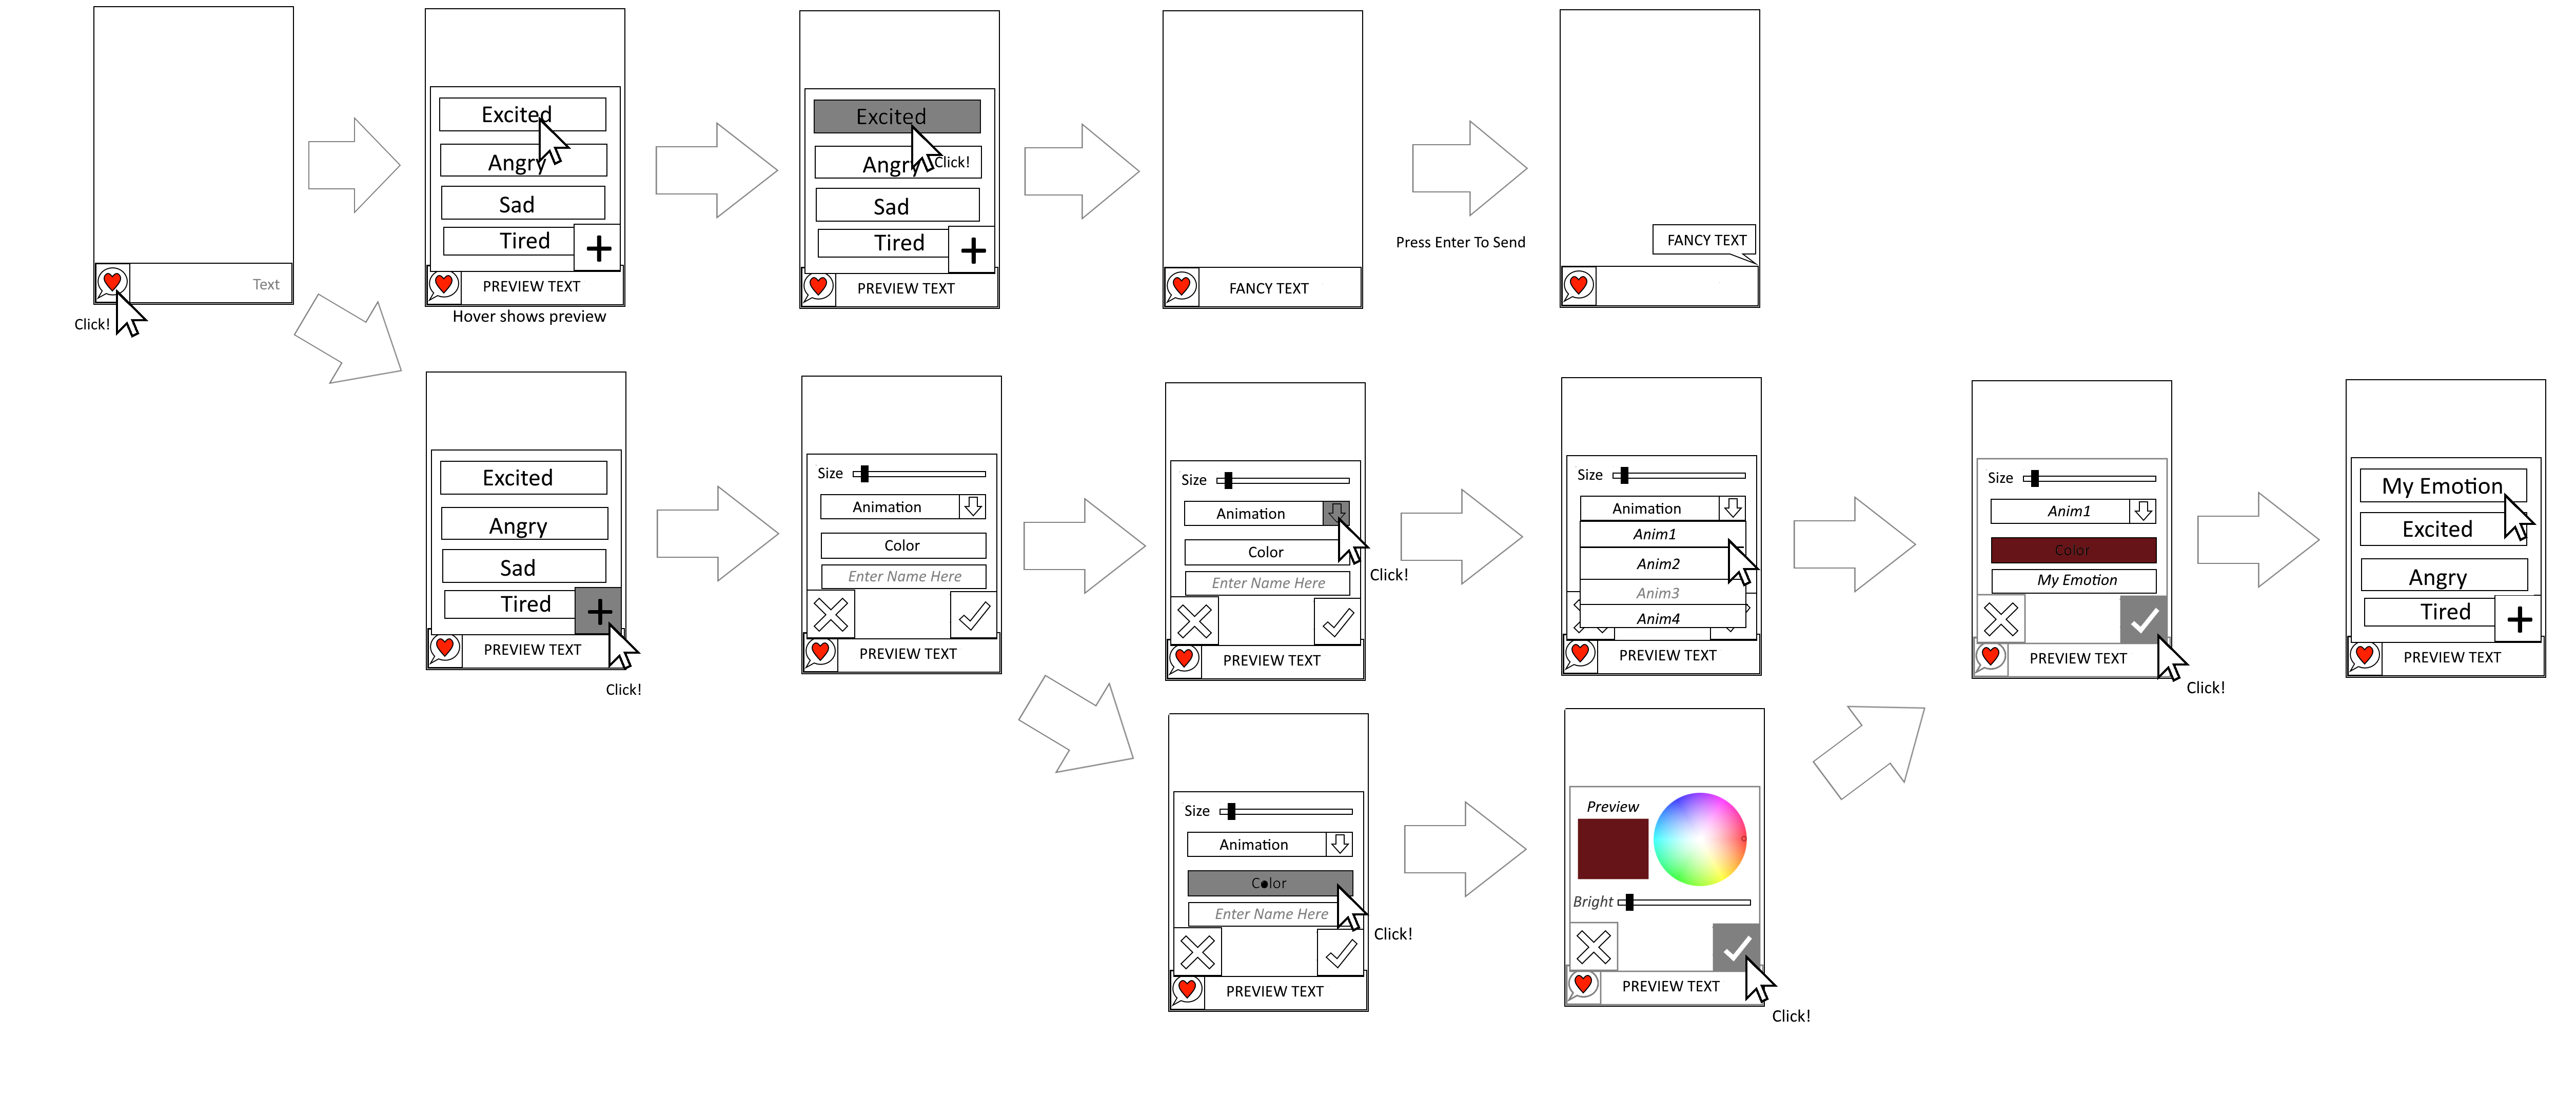 Text
Click!
Excited
Angry
Sad
Tired
PREVIEW TEXT
Hover shows preview
Excited
Angry
Click!
Sad
Tired
PREVIEW TEXT
FANCY TEXT
Press Enter To Send
FANCY TEXT
Excited
Angry
Sad
Tired
PREVIEW TEXT
Click!
Size
Animation
Color
Enter Name Here
PREVIEW TEXT
Size
Animation
Color
Click!
Enter Name Here
PREVIEW TEXT
Size
Animation
Anim1
Anim2
Anim3
Anim4
PREVIEW TEXT
Size
Anim1
Color
My Emotion
PREVIEW TEXT
Click!
My Emotion
Excited
Angry
Tired
PREVIEW TEXT
Size
Animation
Color
Enter Name Here
Click!
PREVIEW TEXT
Preview
Bright
PREVIEW TEXT
Click!